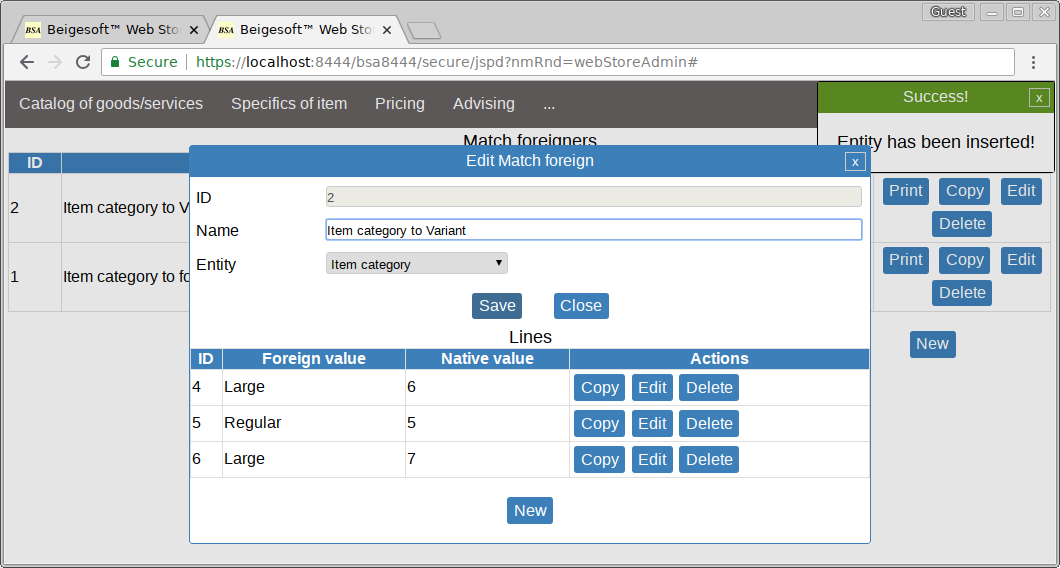 Guest
BSA Beigesoft™ Web Sto
BSA Beigesoft™ Web Sto
Secure https://localhost:8444/bsa8444/secure/jspd?nmRnd=webStoreAdmin#
Catalog of goods/services Specifics of item Pricing Advising ...
Success! x
Entity has been inserted!
Match foreigners
ID
2 Item category to V Print Copy Edit
Delete
1 Item category to fo Print Copy Edit
Delete
New
Edit Match foreign x
ID 2
Name Item category to Variant
Entity Item category
Save Close
Lines
ID Foreign value Native value Actions
4 Large 6 Copy Edit Delete
5 Regular 5 Copy Edit Delete
6 Large 7 Copy Edit Delete
New